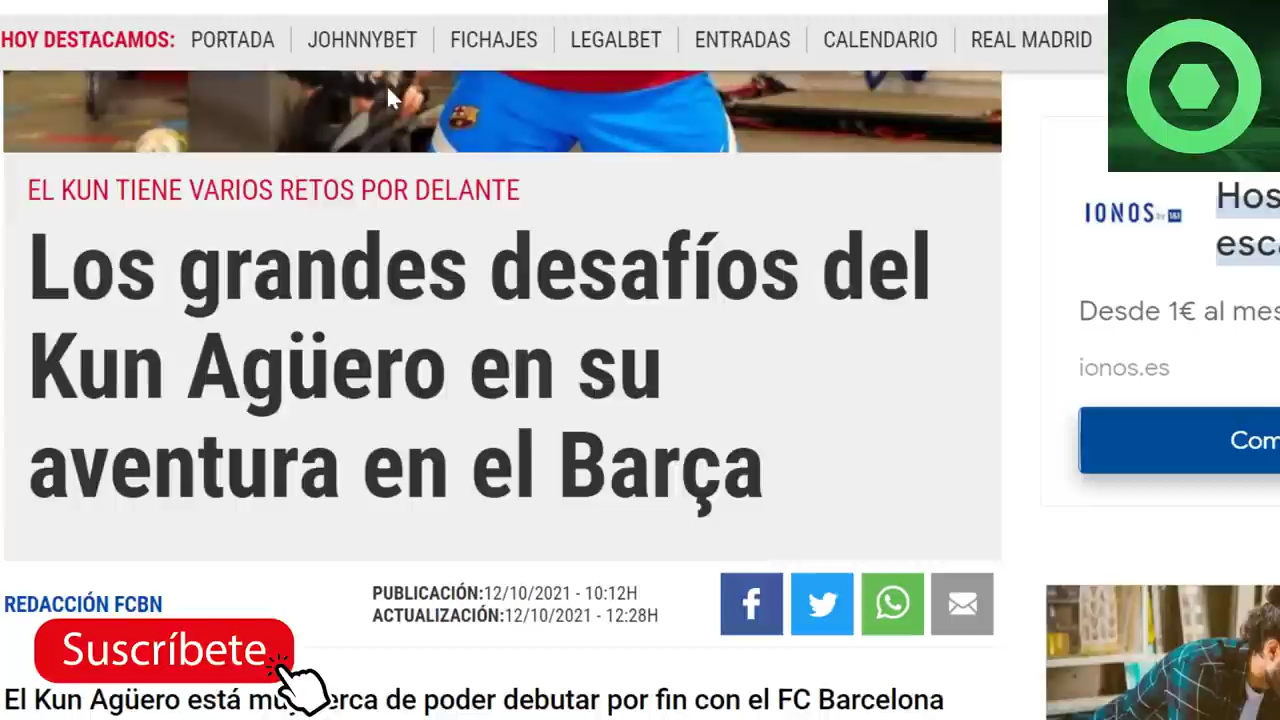 HOY DESTACAMOS: PORTADA JOHNNYBET FICHAJES LEGALBET ENTRADAS CALENDARIO REAL MADRID
EL KUN TIENE VARIOS RETOS POR DELANTE
Los grandes desafíos del
Kun Agüero en su
aventura en el Barça
REDACCIÓN FCBN
PUBLICACIÓN:12/10/2021 - 10:12H
ACTUALIZACIÓN:12/10/2021 - 12:28H
Suscríbete
El Kun Agüero está erca de poder debutar por fin con el FC Barcelona
IONOS
Hos
esca
Desde 1€ al mes
ionos.es
Com